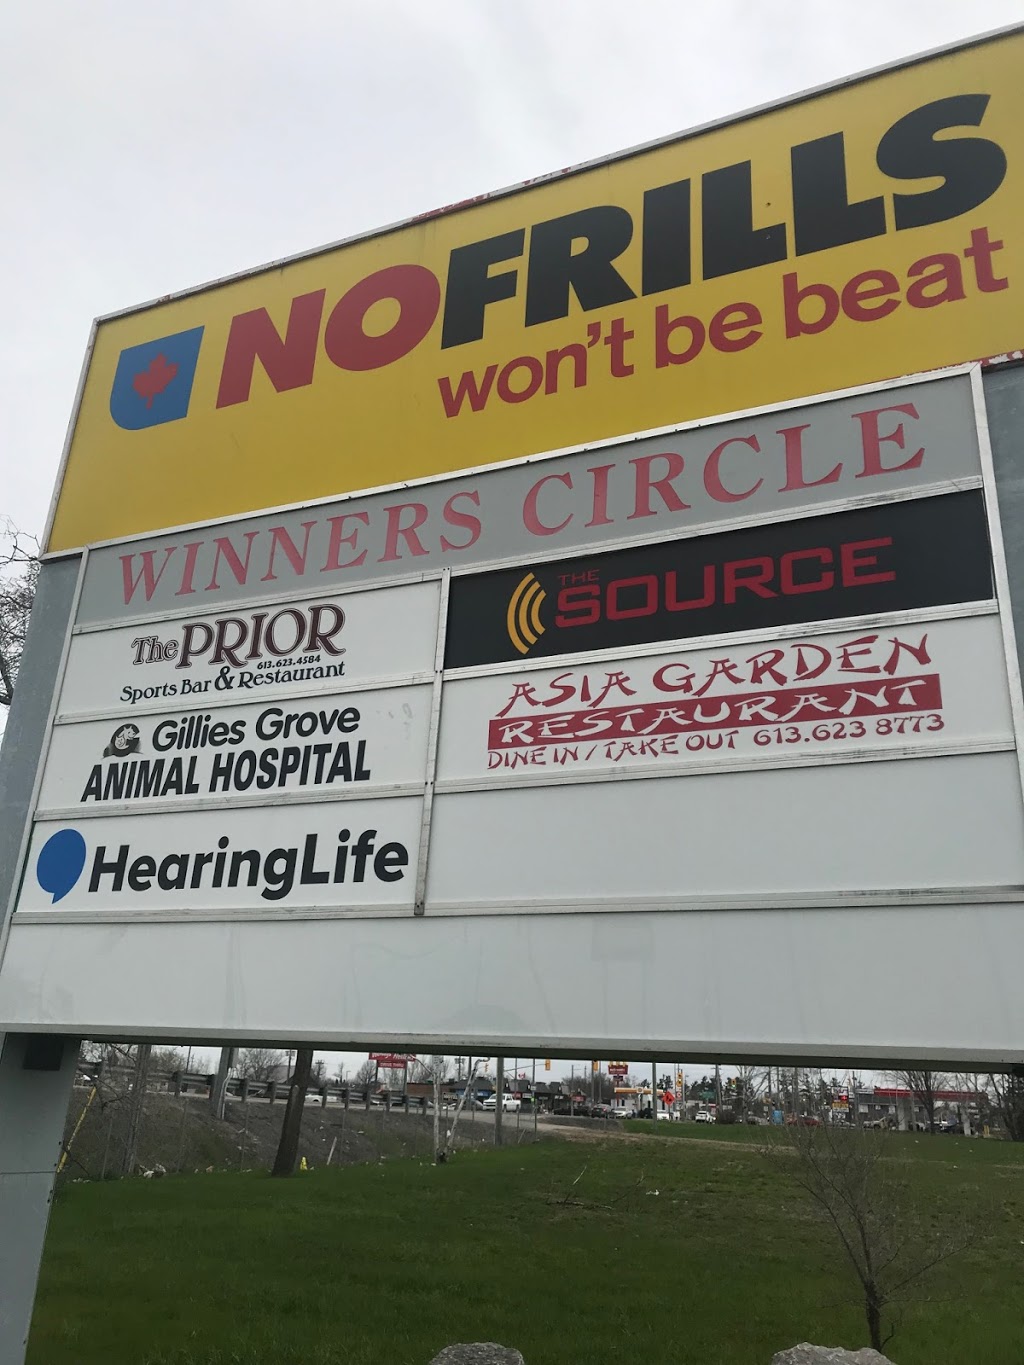 NOFRILLS
won't be beat
WINNERS CIRCLE
The PRIOR
613.623.4584
Sports Bar & Restaurant
THE
SOURCE
Gillies Grove
ANIMAL HOSPITAL
ASIA GARDEN
RESTAURANT
DINE IN / TAKE OUT 613.623 8773
HearingLife